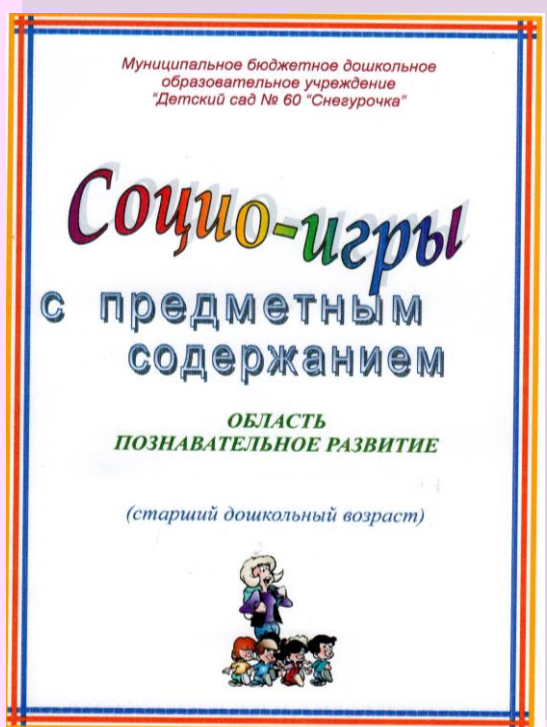 Муниципальное бюджетное дошкольное
образовательное учреждение
"Детский сад № 60 "Снегурочка"
Социо-игры
с предметным
содержанием
ОБЛАСТЬ
ПОЗНАВАТЕЛЬНОЕ РАЗВИТИЕ
(старший дошкольный возраст)